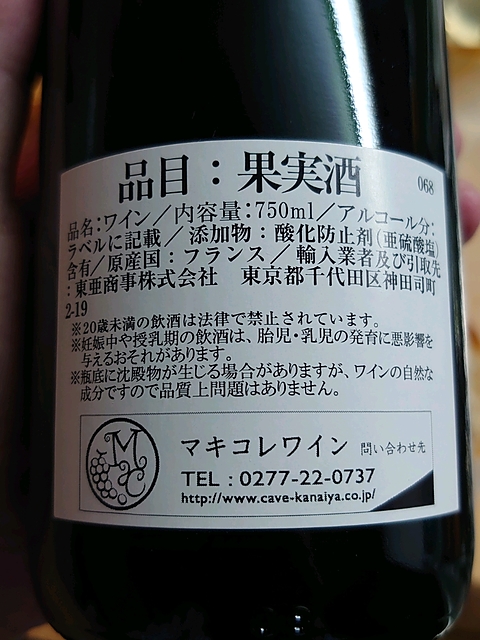 品目：果実酒
068
品名：ワイン／内容量：750ml／アルコール分：
ラベルに記載／添加物：酸化防止剤(亜硫酸塩)
含有／原産国：フランス／輸入業者及び引取先
：東亜商事株式会社　東京都千代田区神田司町
2-19
※20歳未満の飲酒は法律で禁止されています。
※妊娠中や授乳期の飲酒は、胎児・乳児の発育に悪影響を
与えるおそれがあります。
※瓶底に沈殿物が生じる場合がありますが、ワインの自然な
成分ですので品質上問題はありません。
マキコレワイン 問い合わせ先
TEL：0277-22-0737
http://www.cave-kanaiya.co.jp/